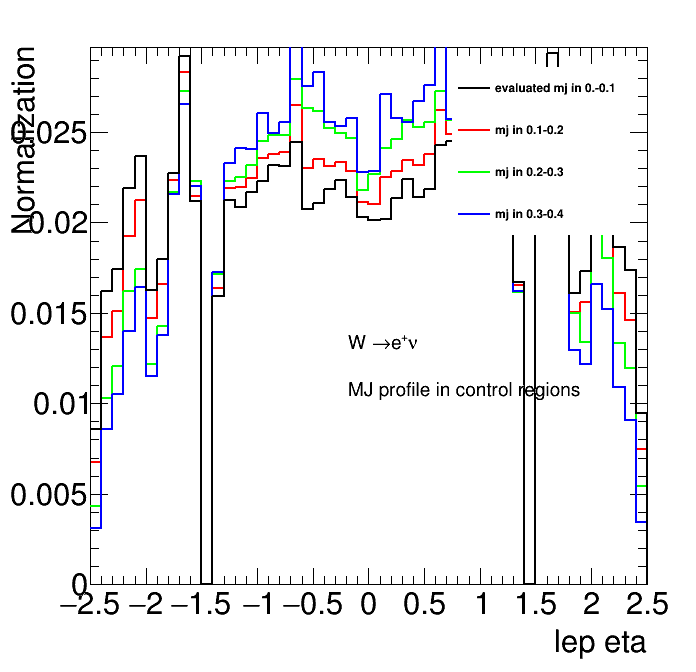 Normalization
0.025
0.02
0.015
0.01
0.005
0
evaluated mj in 0.-0.1
mj in 0.1-0.2
mj in 0.2-0.3
mj in 0.3-0.4
W →e⁺ν
MJ profile in control regions
−2.5 −2 −1.5 −1 −0.5 0 0.5 1 1.5 2 2.5
lep eta